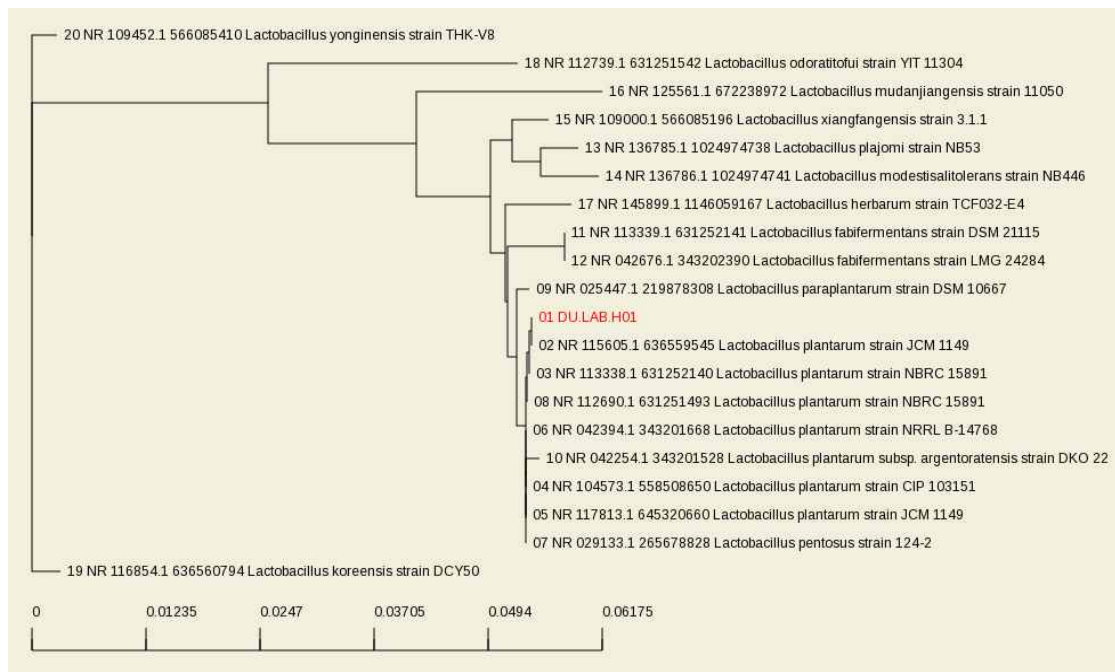 20 NR 109452.1 566085410 Lactobacillus yonginensis strain THK-V8
18 NR 112739.1 631251542 Lactobacillus odoratitofui strain YIT 11304
16 NR 125561.1 672238972 Lactobacillus mudanjiangensis strain 11050
15 NR 109000.1 566085196 Lactobacillus xiangfangensis strain 3.1.1
13 NR 136785.1 1024974738 Lactobacillus plajomi strain NB53
14 NR 136786.1 1024974741 Lactobacillus modestisalitolerans strain NB446
17 NR 145899.1 1146059167 Lactobacillus herbarum strain TCF032-E4
11 NR 113339.1 631252141 Lactobacillus fabifermentans strain DSM 21115
12 NR 042676.1 343202390 Lactobacillus fabifermentans strain LMG 24284
09 NR 025447.1 219878308 Lactobacillus paraplantarum strain DSM 10667
01 DU.LAB.H01
02 NR 115605.1 636559545 Lactobacillus plantarum strain JCM 1149
03 NR 113338.1 631252140 Lactobacillus plantarum strain NBRC 15891
08 NR 112690.1 631251493 Lactobacillus plantarum strain NBRC 15891
06 NR 042394.1 343201668 Lactobacillus plantarum strain NRRL B-14768
10 NR 042254.1 343201528 Lactobacillus plantarum subsp. argentoratensis strain DKO 22
04 NR 104573.1 558508650 Lactobacillus plantarum strain CIP 103151
05 NR 117813.1 645320660 Lactobacillus plantarum strain JCM 1149
07 NR 029133.1 265678828 Lactobacillus pentosus strain 124-2
19 NR 116854.1 636560794 Lactobacillus koreensis strain DCY50
0 0.01235 0.0247 0.03705 0.0494 0.06175